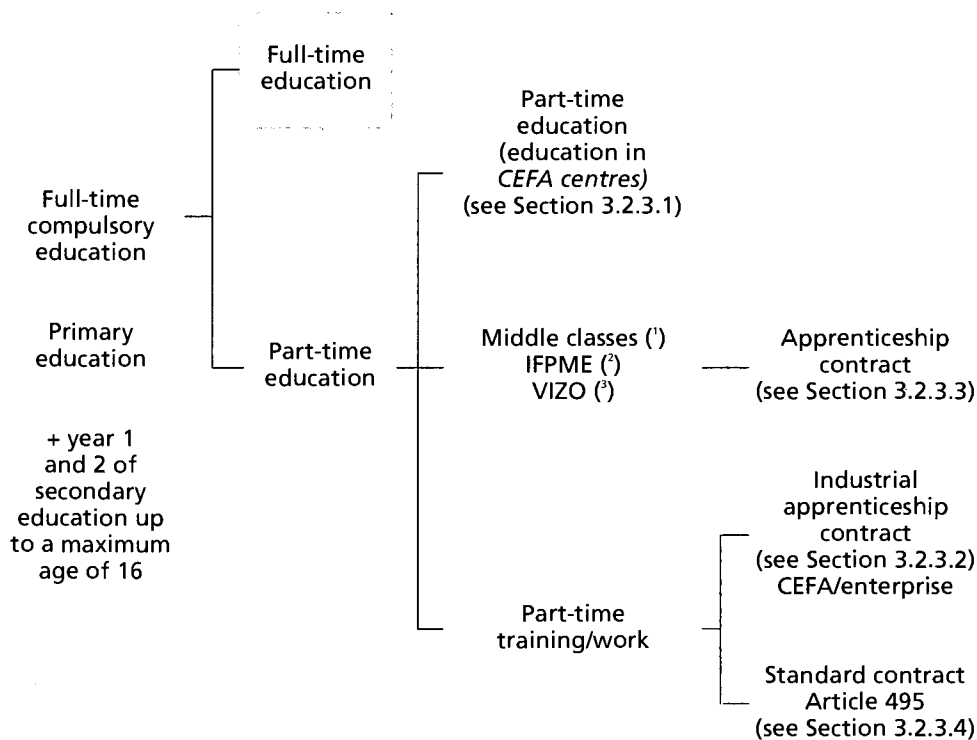 Full-time
education
Full-time
compulsory
education
Primary
education
+ year 1
and 2 of
secondary
education up
to a maximum
age of 16
Part-time
education
Part-time
education
(education in
CEFA centres)
(see Section 3.2.3.1)
Middle classes (¹)
IFPME (²)
VIZO (³)
Apprenticeship
contract
(see Section 3.2.3.3)
Part-time
training/work
Industrial
apprenticeship
contract
(see Section 3.2.3.2)
CEFA/enterprise
Standard contract
Article 495
(see Section 3.2.3.4)